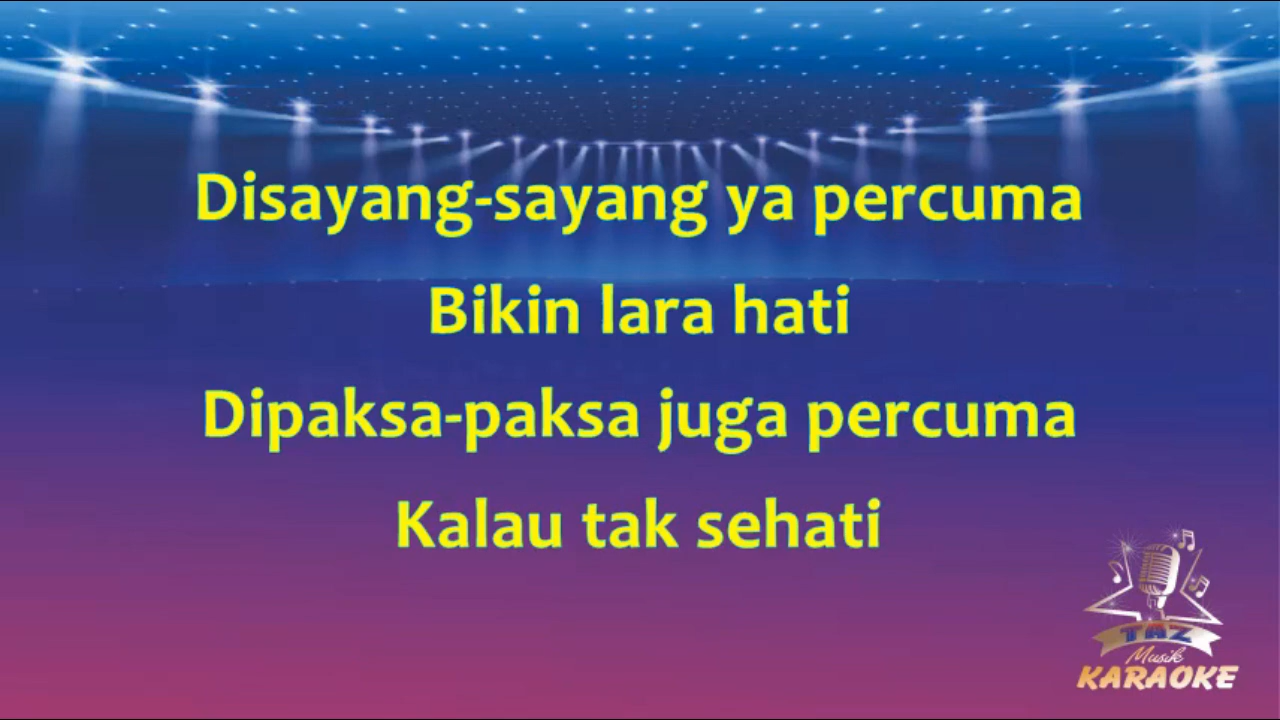 Disayang-sayang ya percuma
Bikin lara hati
Dipaksa-paksa juga percuma
Kalau tak sehati
TAZ
Musik
KARAOKE